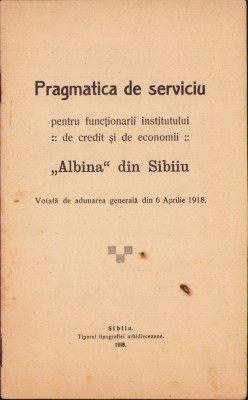 Pragmatica de serviciu
pentru funcționarii institutului
:: de credit și de economii ::
„Albina“ din Sibiiu
Votată de adunarea generală din 6 Aprilie 1918.
Sibiiu.
Tiparul tipografiei arhidiecezane.
1918.